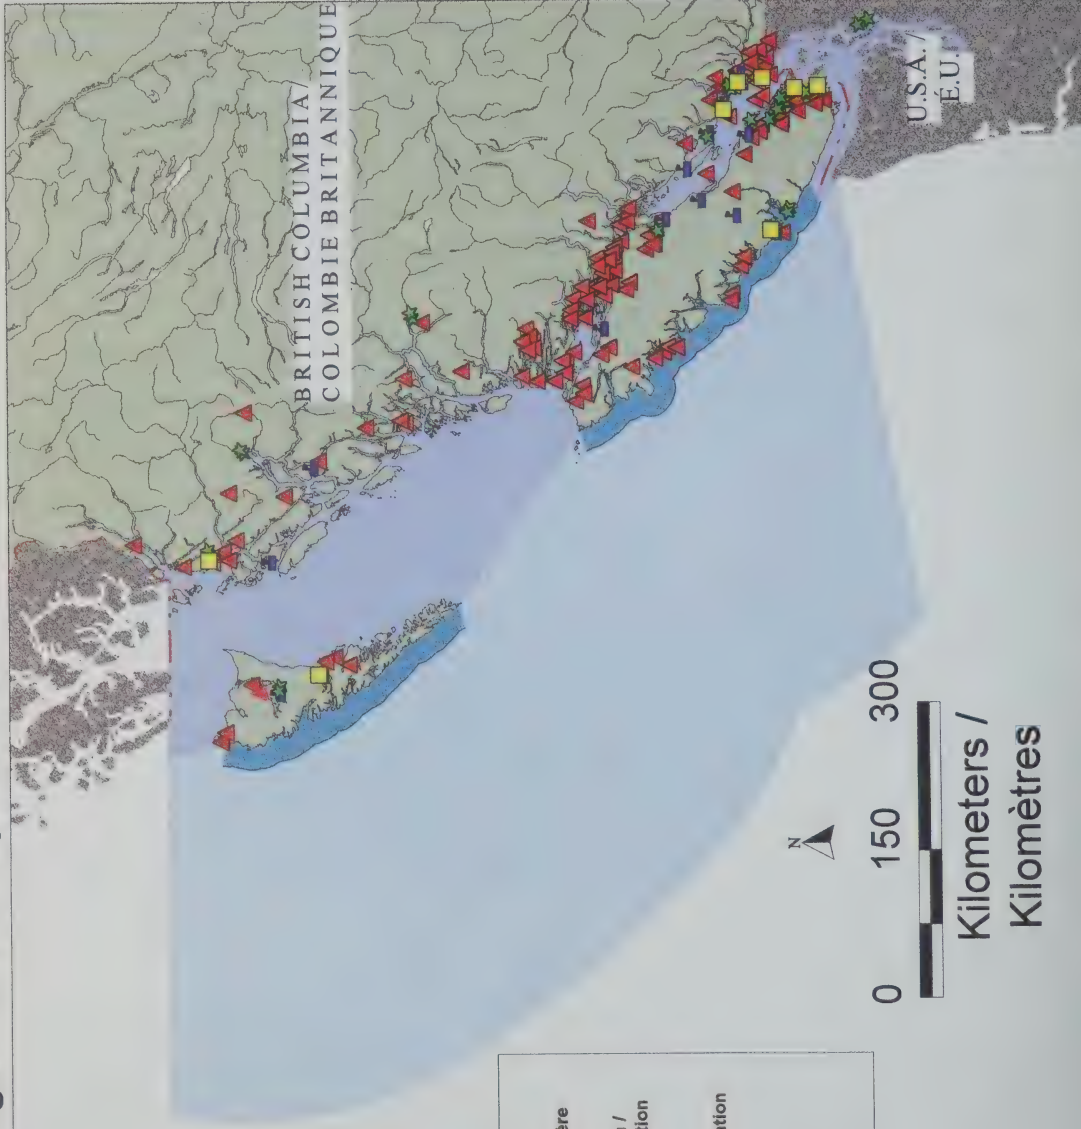 BRITISH COLUMBIA /
COLOMBIE BRITANNIQUE
U.S.A. /
É.U.
N
0 150 300
Kilometers /
Kilomètres